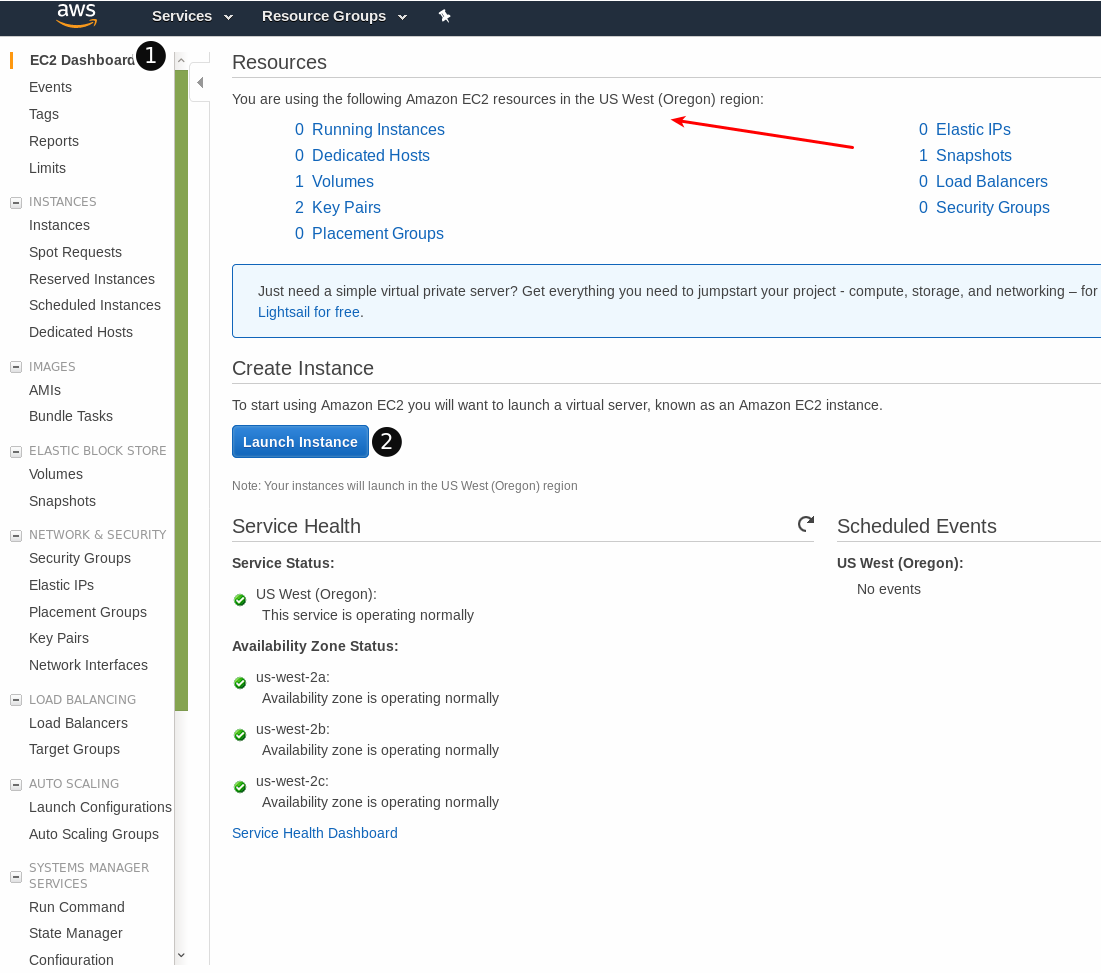 aws
Services
Resource Groups
EC2 Dashboard
1
Events
Tags
Reports
Limits
INSTANCES
Instances
Spot Requests
Reserved Instances
Scheduled Instances
Dedicated Hosts
IMAGES
AMIs
Bundle Tasks
ELASTIC BLOCK STORE
Volumes
Snapshots
NETWORK & SECURITY
Security Groups
Elastic IPs
Placement Groups
Key Pairs
Network Interfaces
LOAD BALANCING
Load Balancers
Target Groups
AUTO SCALING
Launch Configurations
Auto Scaling Groups
SYSTEMS MANAGER
SERVICES
Run Command
State Manager
Configuration
Resources
You are using the following Amazon EC2 resources in the US West (Oregon) region:
0 Running Instances
0 Dedicated Hosts
1 Volumes
2 Key Pairs
0 Placement Groups
0 Elastic IPs
1 Snapshots
0 Load Balancers
0 Security Groups
Just need a simple virtual private server? Get everything you need to jumpstart your project - compute, storage, and networking – for
Lightsail for free.
Create Instance
To start using Amazon EC2 you will want to launch a virtual server, known as an Amazon EC2 instance.
Launch Instance
2
Note: Your instances will launch in the US West (Oregon) region
Service Health
Service Status:
US West (Oregon):
This service is operating normally
Availability Zone Status:
us-west-2a:
Availability zone is operating normally
us-west-2b:
Availability zone is operating normally
us-west-2c:
Availability zone is operating normally
Service Health Dashboard
Scheduled Events
US West (Oregon):
No events